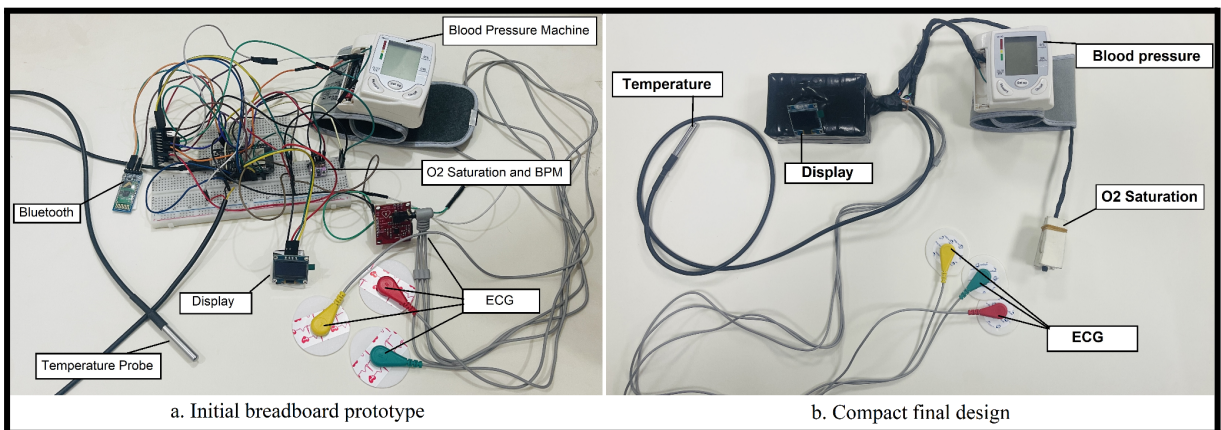 Blood Pressure Machine
O2 Saturation and BPM
Bluetooth
Display
ECG
Temperature Probe
a. Initial breadboard prototype
Temperature
Blood pressure
Display
O2 Saturation
ECG
b. Compact final design